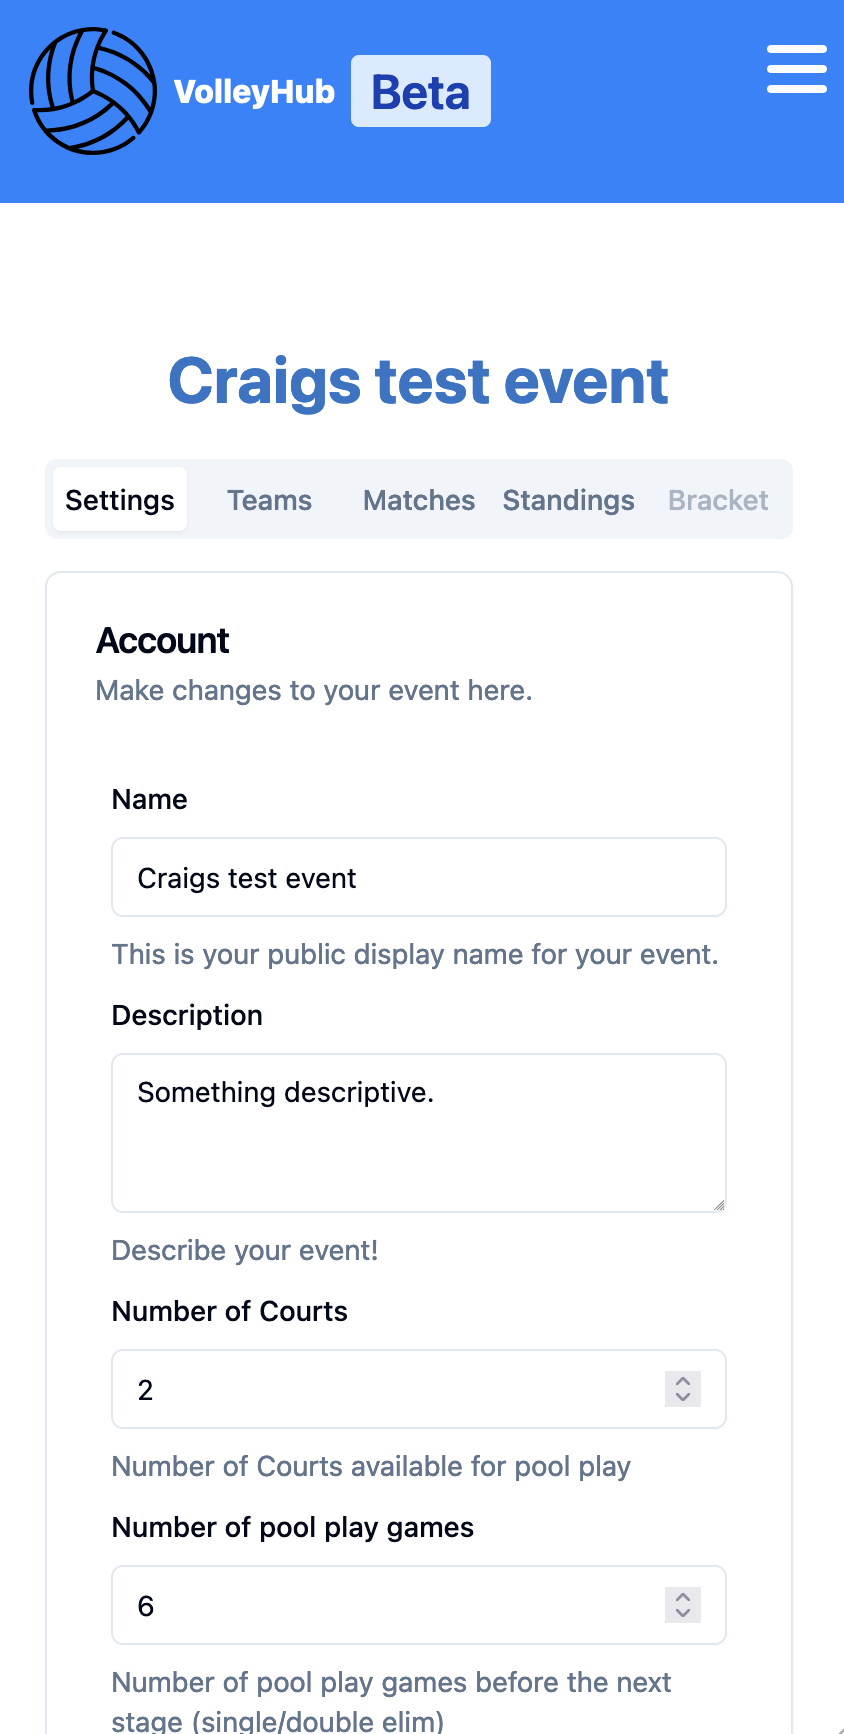 VolleyHub Beta
Craigs test event
Settings Teams Matches Standings Bracket
Account
Make changes to your event here.
Name
Craigs test event
This is your public display name for your event.
Description
Something descriptive.
Describe your event!
Number of Courts
2
Number of Courts available for pool play
Number of pool play games
6
Number of pool play games before the next
stage (single/double elim)